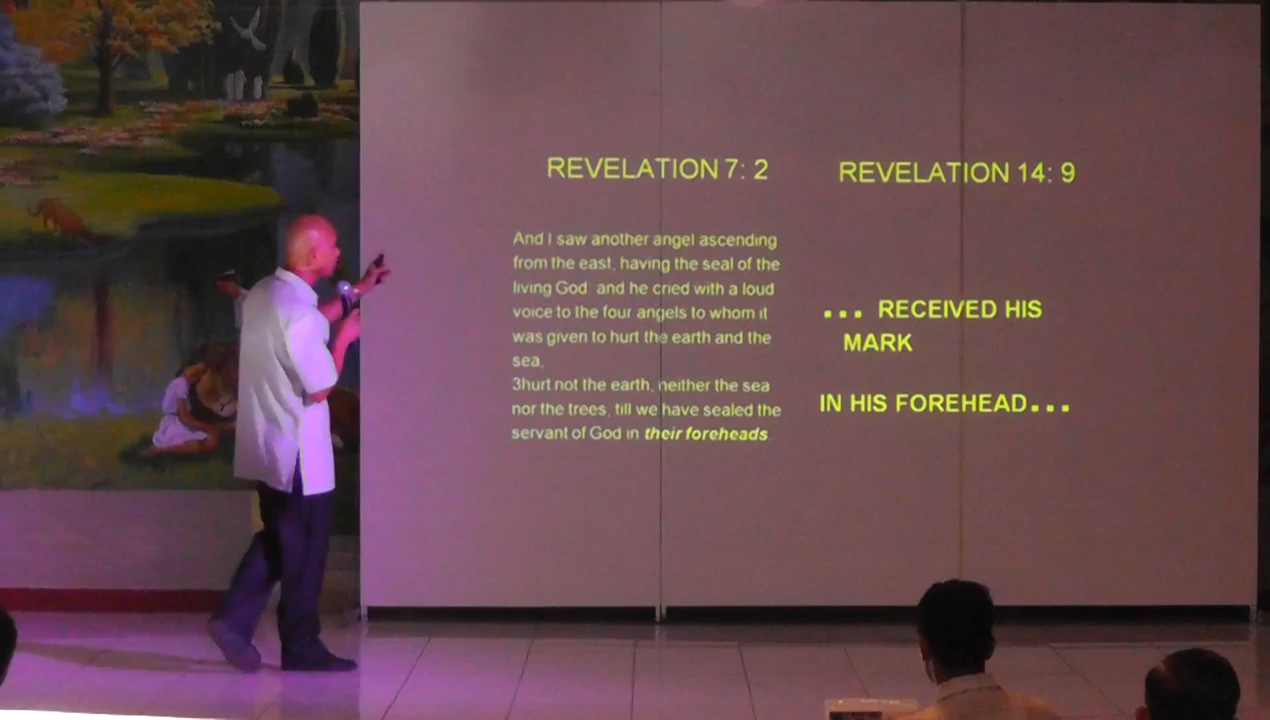 REVELATION 7: 2
And I saw another angel ascending
from the east, having the seal of the
living God and he cried with a loud
voice to the four angels to whom it
was given to hurt the earth and the
sea,
3hurt not the earth, neither the sea
nor the trees, till we have sealed the
servant of God in their foreheads
REVELATION 14: 9
... RECEIVED HIS
MARK
IN HIS FOREHEAD...